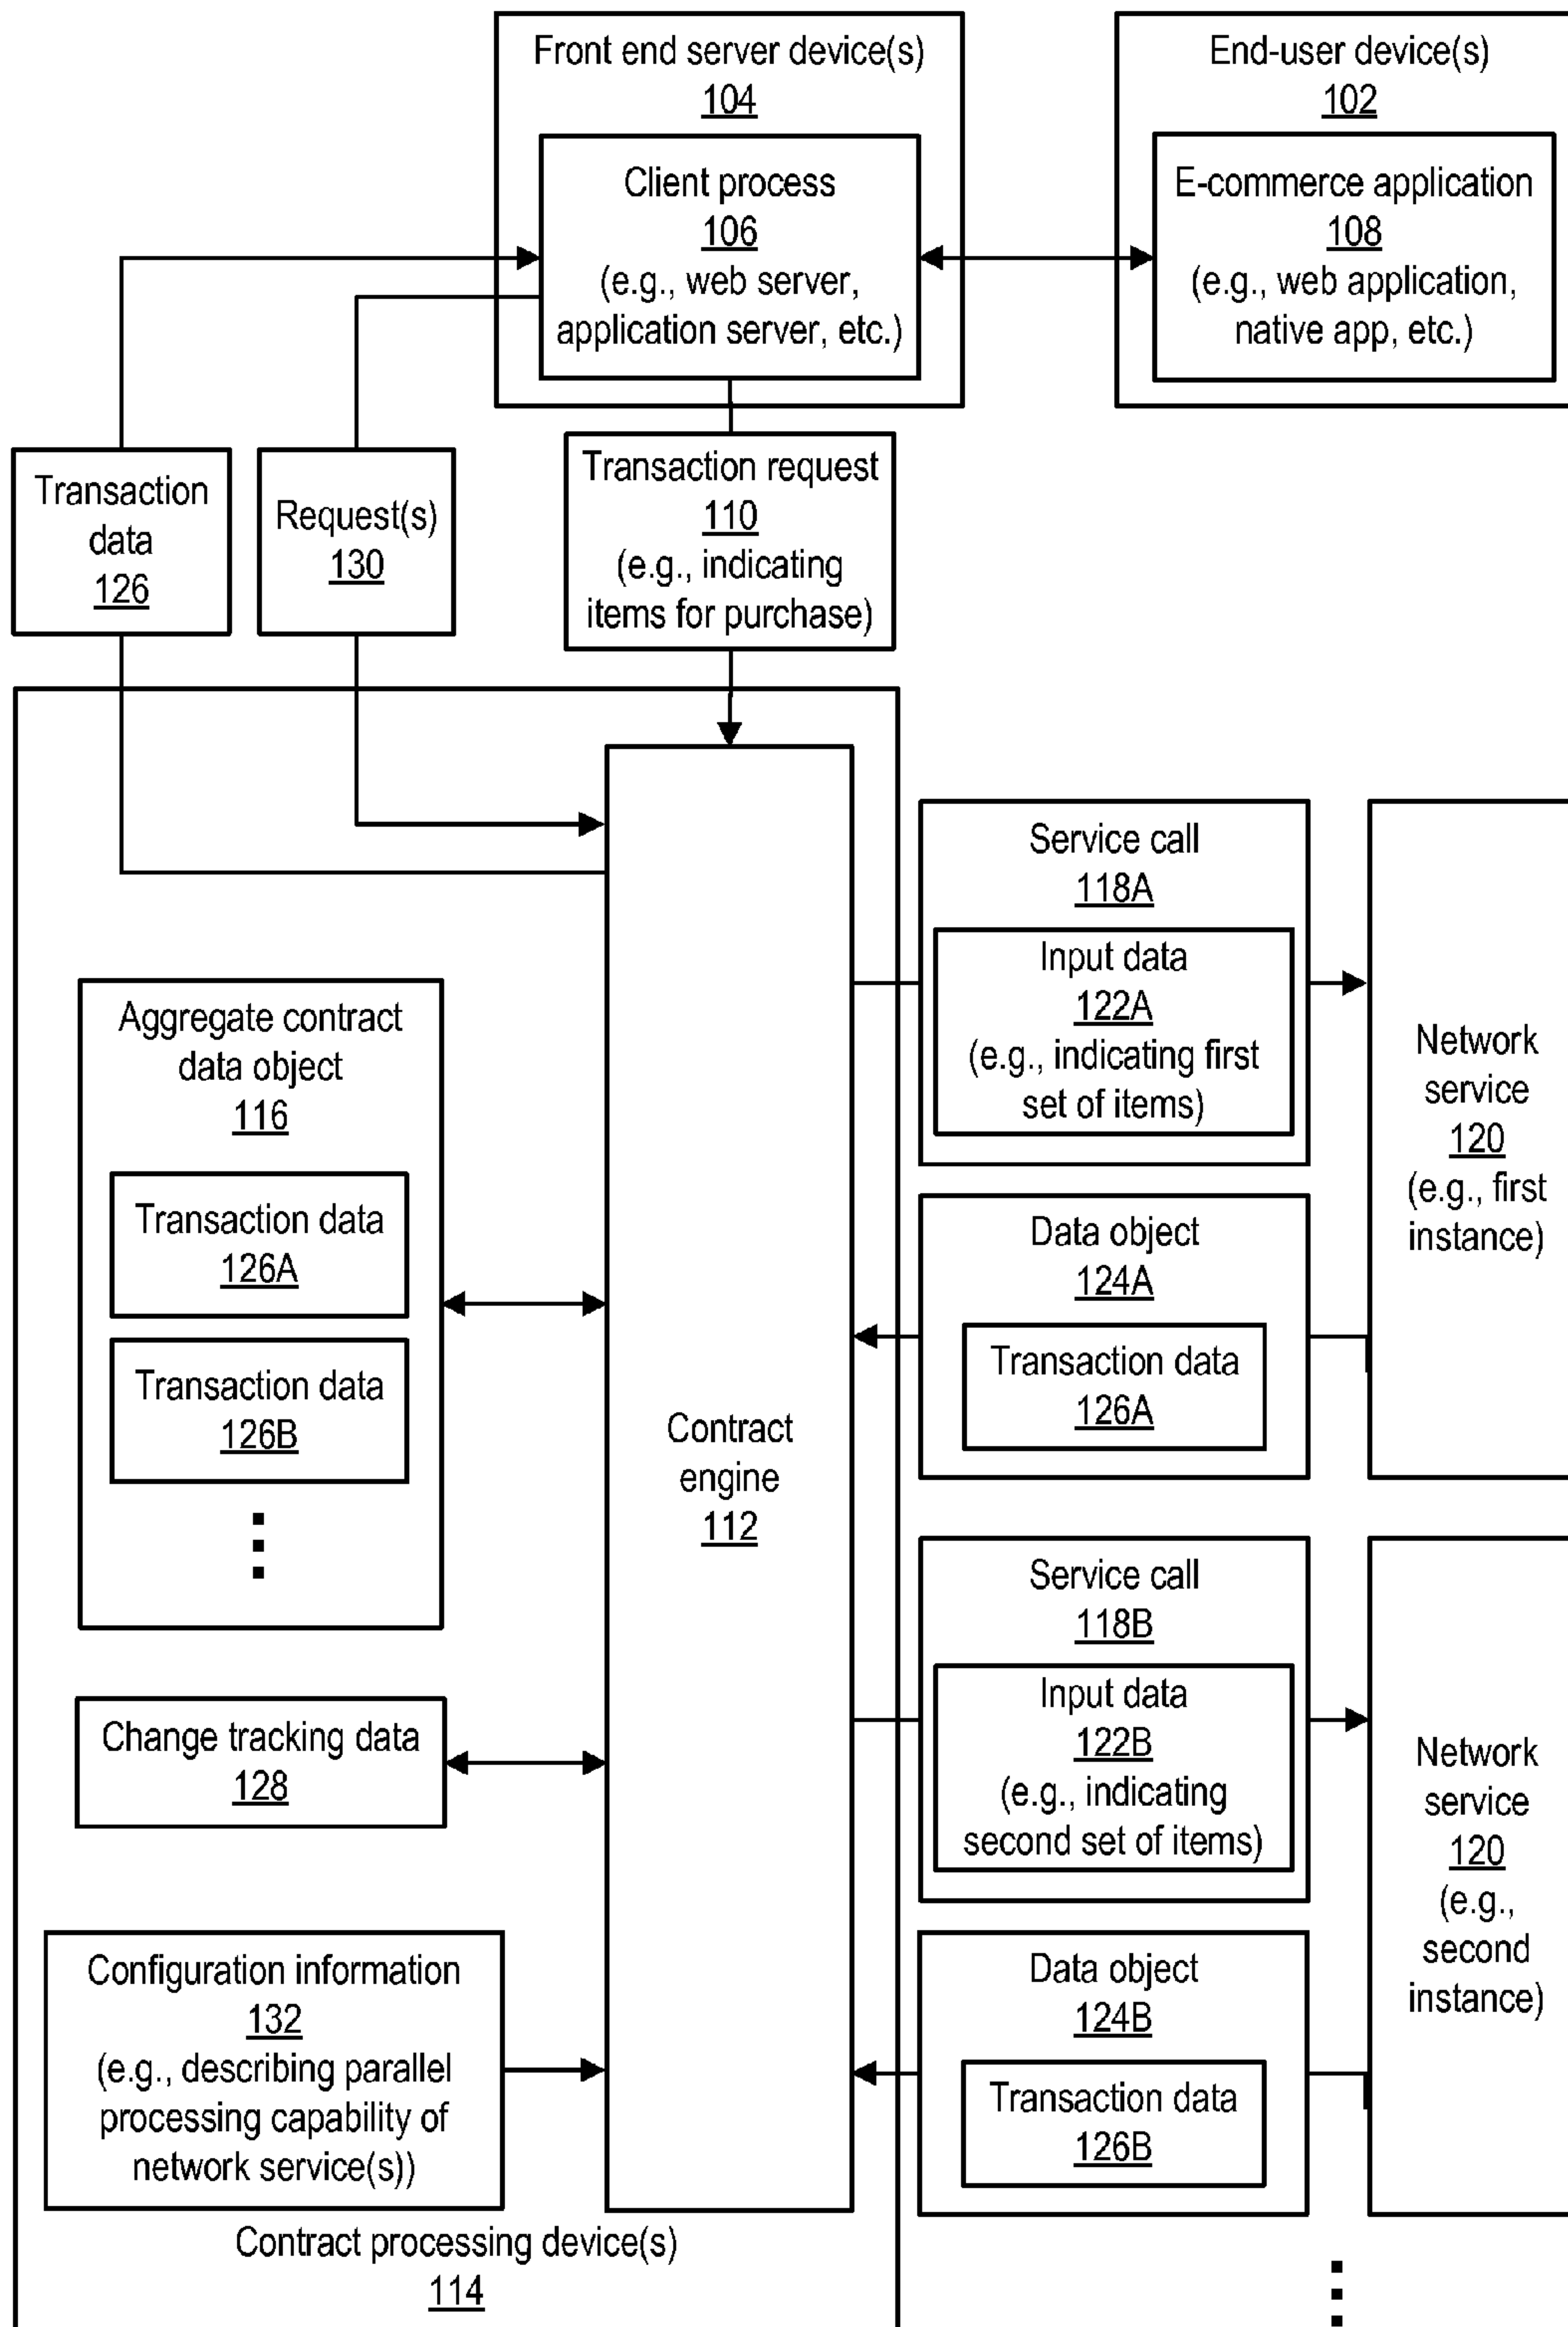 Front end server device(s)
104
Client process
106
(e.g., web server,
application server, etc.)
End-user device(s)
102
E-commerce application
108
(e.g., web application,
native app, etc.)
Transaction
data
126
Request(s)
130
Transaction request
110
(e.g., indicating
items for purchase)
Aggregate contract
data object
116
Transaction data
126A
Transaction data
126B
Change tracking data
128
Configuration information
132
(e.g., describing parallel
processing capability of
network service(s))
Contract
engine
112
Contract processing device(s)
114
Service call
118A
Input data
122A
(e.g., indicating first
set of items)
Data object
124A
Transaction data
126A
Network
service
120
(e.g., first
instance)
Service call
118B
Input data
122B
(e.g., indicating
second set of items)
Data object
124B
Transaction data
126B
Network
service
120
(e.g.,
second
instance)